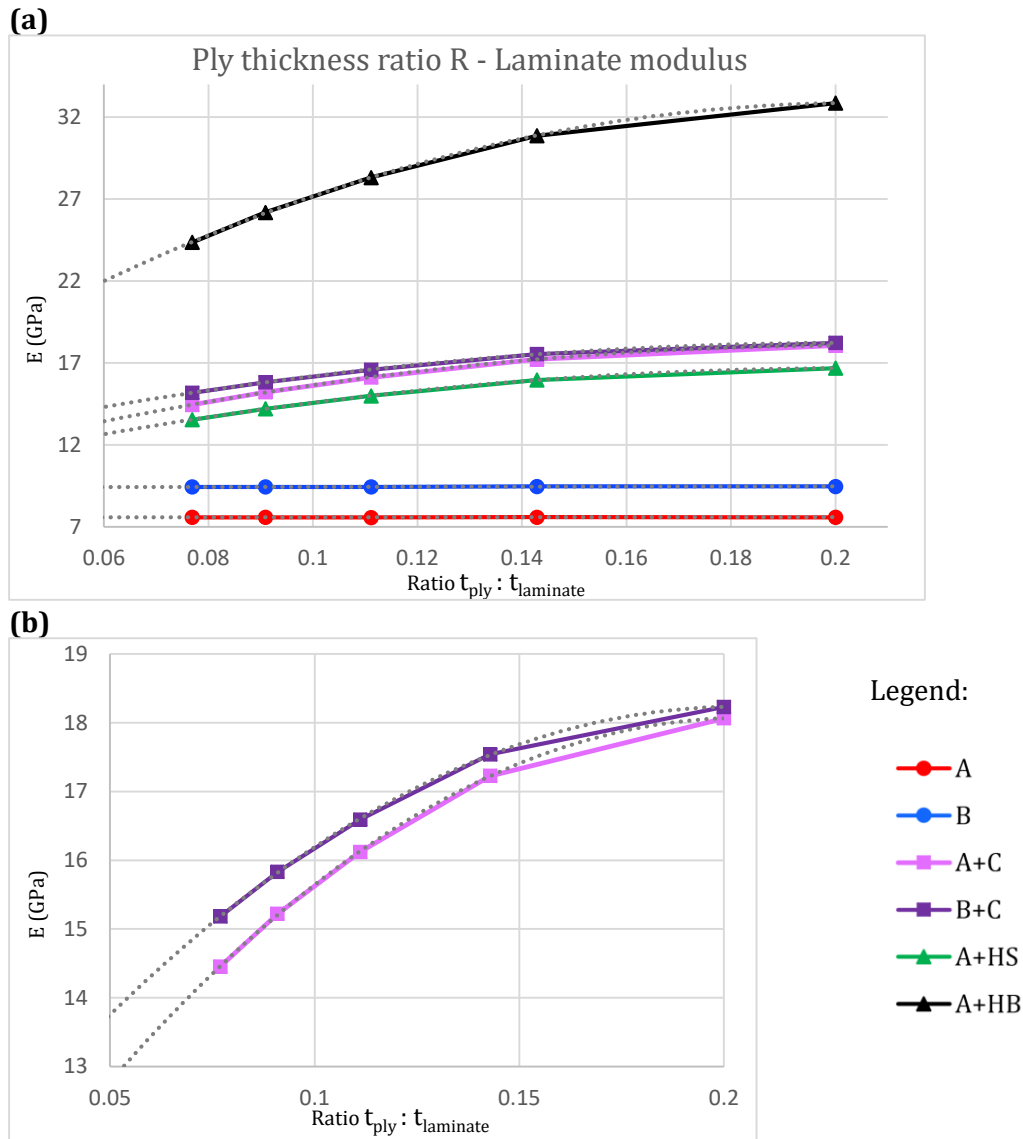 (a)
Ply thickness ratio R - Laminate modulus
32
27
22
17
12
7
E (GPa)
0.06 0.08 0.1 0.12 0.14 0.16 0.18 0.2
Ratio tply : tlaminate
(b)
19
18
17
16
15
14
13
E (GPa)
0.05 0.1 0.15 0.2
Ratio tply : tlaminate
Legend:
A
B
A+C
B+C
A+HS
A+HB